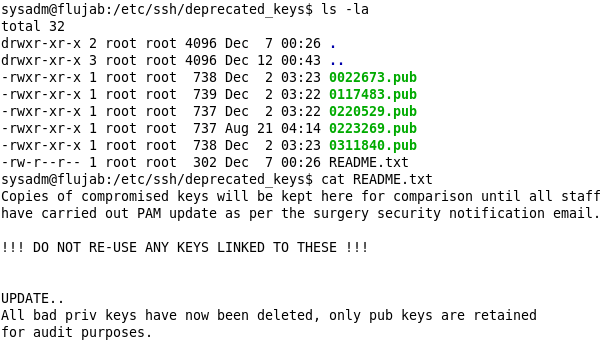 sysadm@flujab:/etc/ssh/deprecated_keys$ ls -la
total 32
drwxr-xr-x 2 root root 4096 Dec  7 00:26 .
drwxr-xr-x 3 root root 4096 Dec 12 00:43 ..
-rwxr-xr-x 1 root root  738 Dec  2 03:23 0022673.pub
-rwxr-xr-x 1 root root  739 Dec  2 03:22 0117483.pub
-rwxr-xr-x 1 root root  737 Dec  2 03:22 0220529.pub
-rwxr-xr-x 1 root root  737 Aug 21 04:14 0223269.pub
-rwxr-xr-x 1 root root  738 Dec  2 03:23 0311840.pub
-rw-r--r-- 1 root root  302 Dec  7 00:26 README.txt
sysadm@flujab:/etc/ssh/deprecated_keys$ cat README.txt
Copies of compromised keys will be kept here for comparison until all staff
have carried out PAM update as per the surgery security notification email.

!!! DO NOT RE-USE ANY KEYS LINKED TO THESE !!!


UPDATE..
All bad priv keys have now been deleted, only pub keys are retained
for audit purposes.